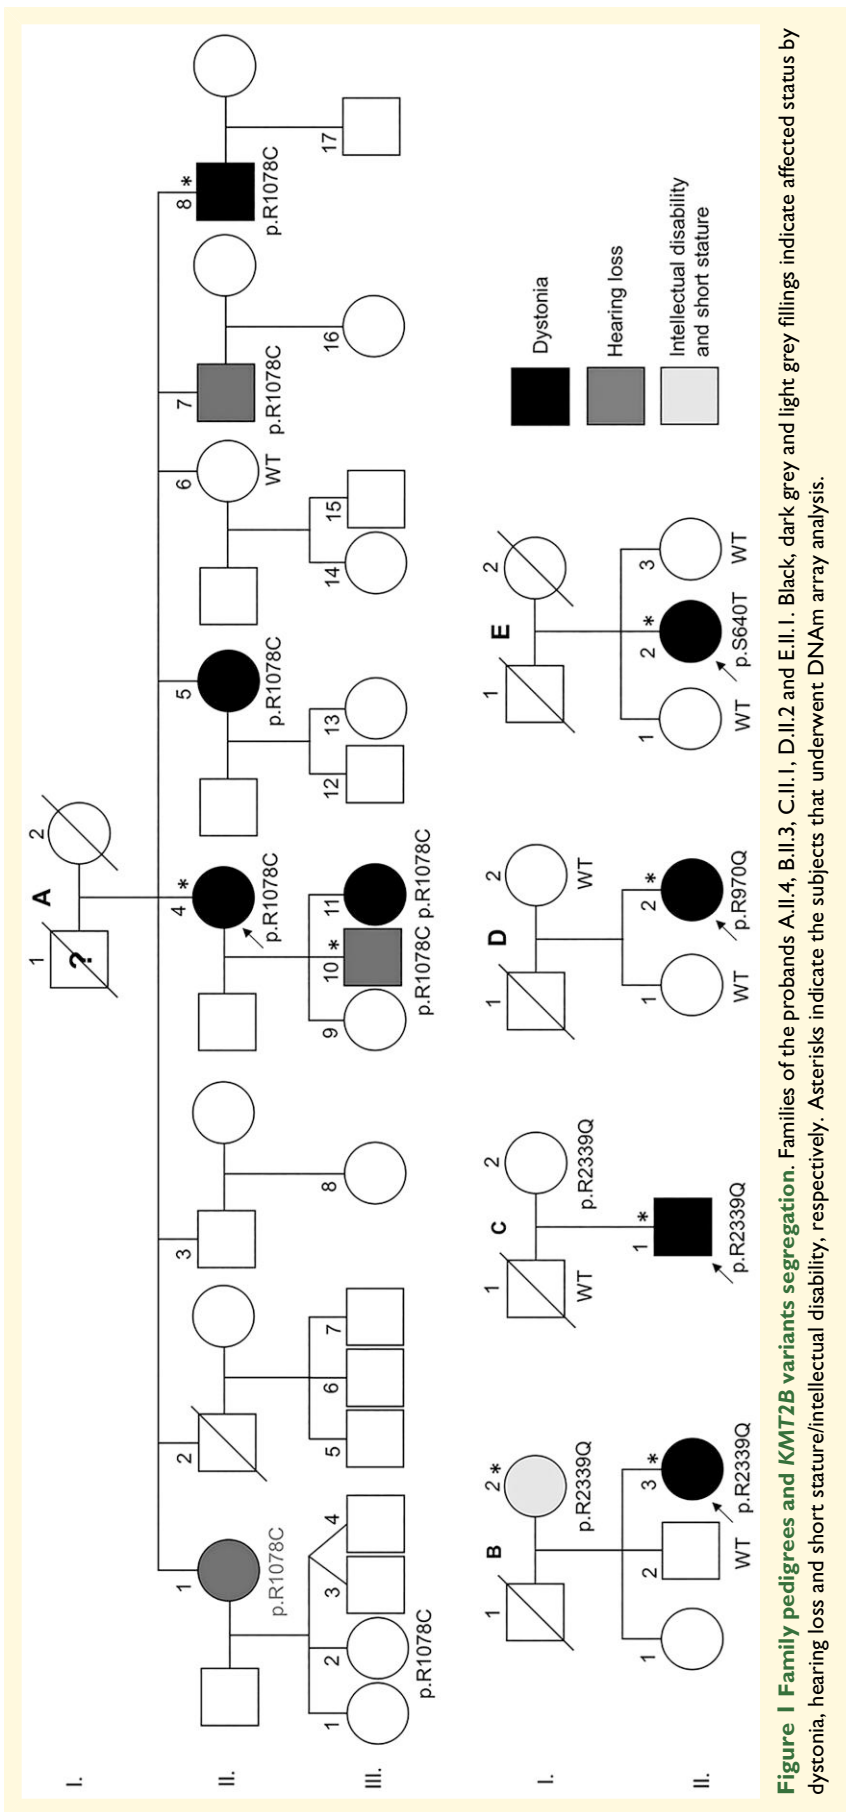 A
1 2
I. ?
1 2 3 4 * 5 6 7 8 *
II.
p.R1078C p.R1078C p.R1078C WT p.R1078C p.R1078C
1 2 3 4 5 6 7 8 9 10 * 11 12 13 14 15 16 17
III.
p.R1078C p.R1078C p.R1078C
B C D E
1 2 * 1 2 1 2 1 2
I.
p.R2339Q WT p.R2339Q WT
1 2 3 * 1 * 1 2 * 1 2 * 3
II.
WT p.R2339Q p.R2339Q WT p.R970Q WT p.S640T WT
Dystonia
Hearing loss
Intellectual disability
and short stature
Figure 1 Family pedigrees and KMT2B variants segregation. Families of the probands A.II.4, B.II.3, C.II.1, D.II.2 and E.II.1. Black, dark grey and light grey fillings indicate affected status by
dystonia, hearing loss and short stature/intellectual disability, respectively. Asterisks indicate the subjects that underwent DNAm array analysis.